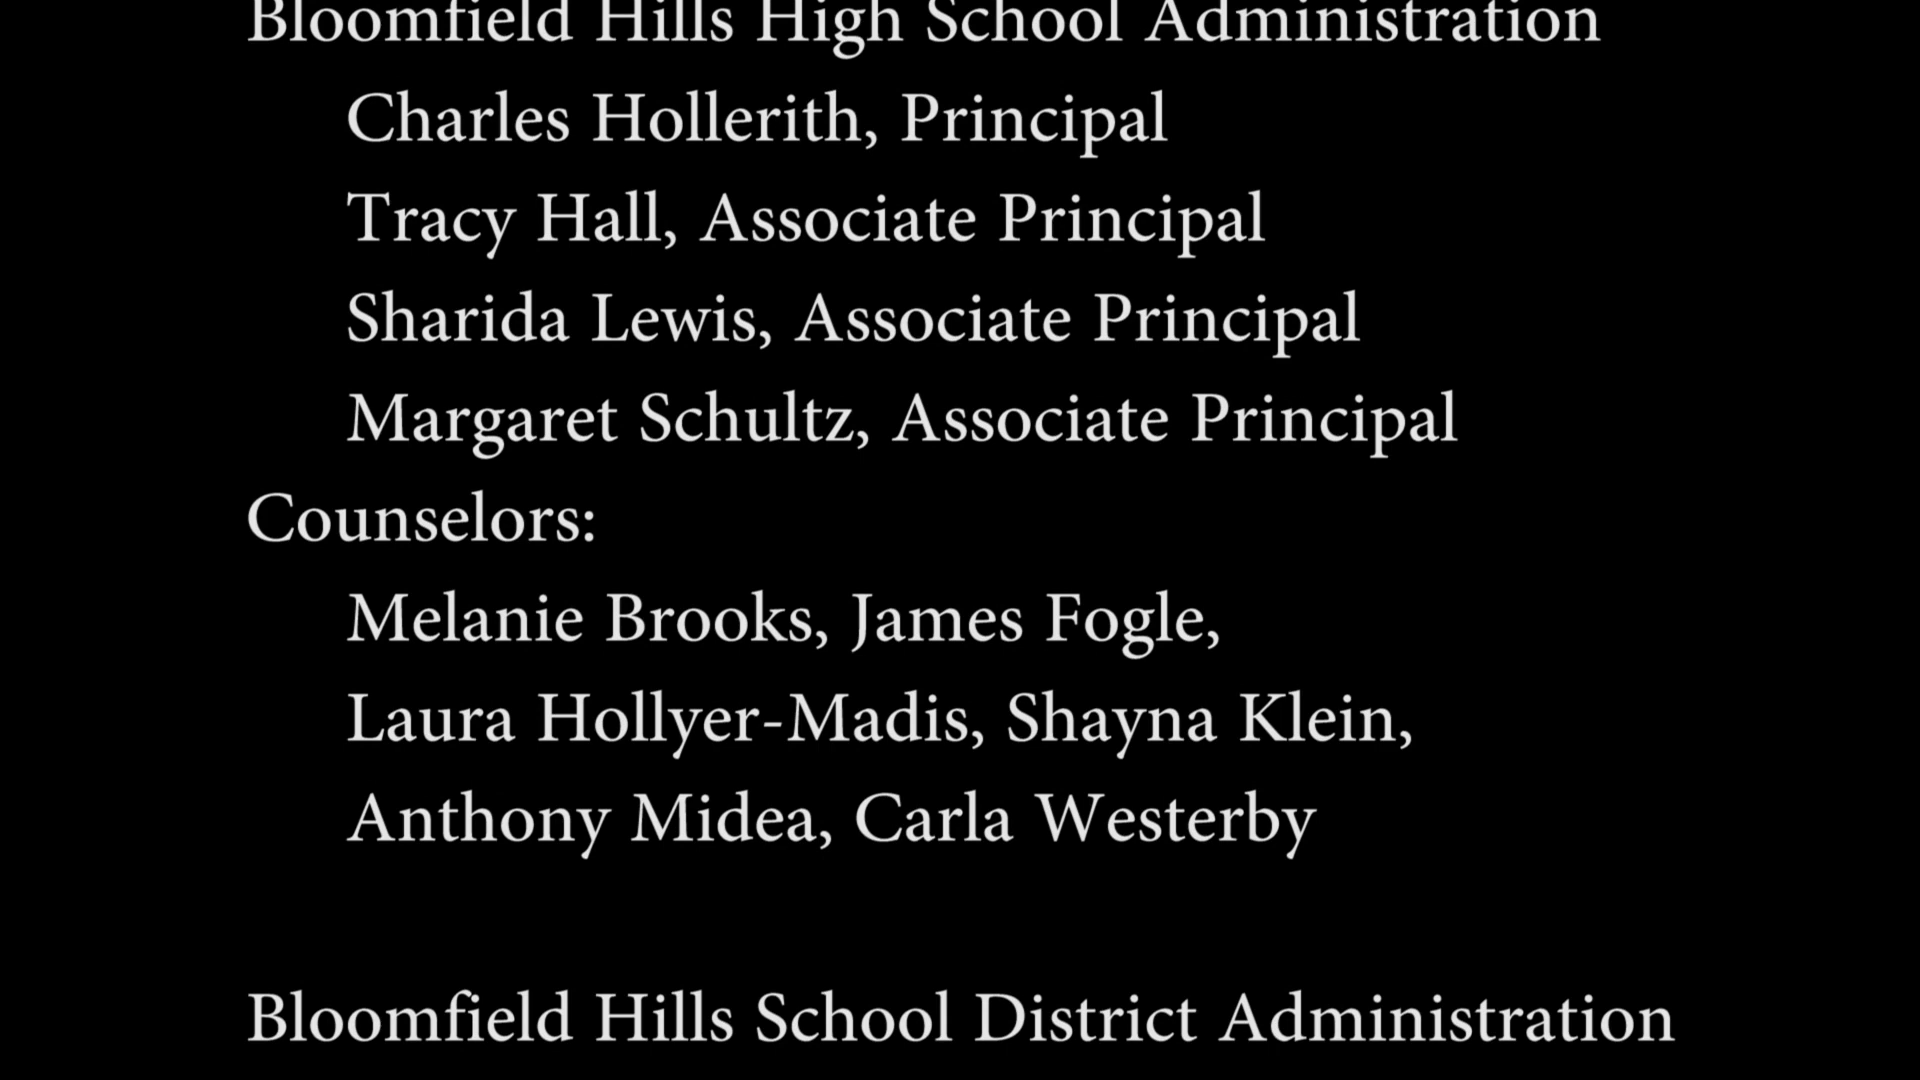 Bloomfield Hills High School Administration
Charles Hollerith, Principal
Tracy Hall, Associate Principal
Sharida Lewis, Associate Principal
Margaret Schultz, Associate Principal
Counselors:
Melanie Brooks, James Fogle,
Laura Hollyer-Madis, Shayna Klein,
Anthony Midea, Carla Westerby
Bloomfield Hills School District Administration